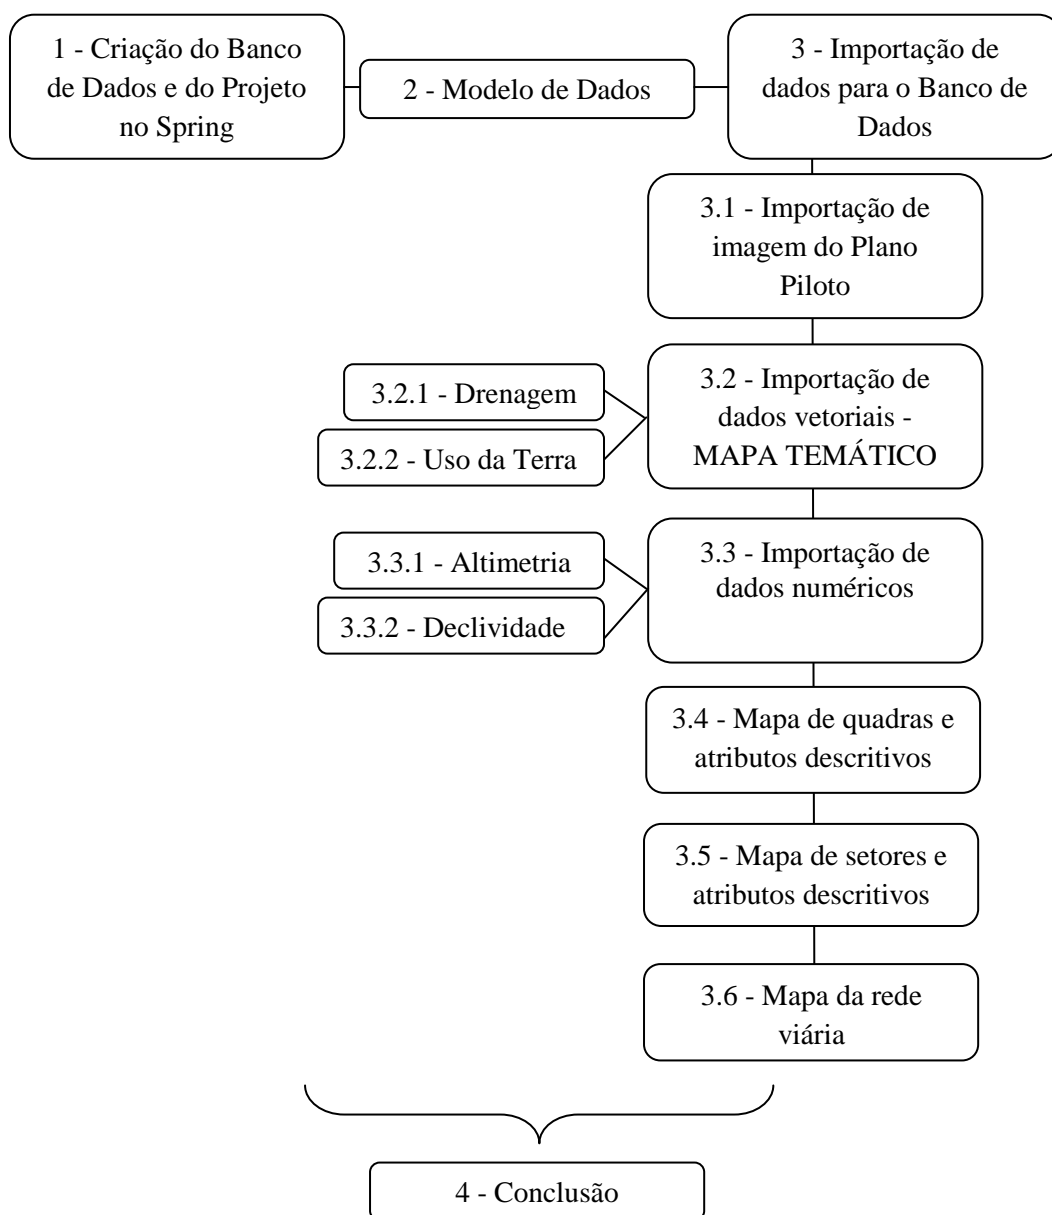 1 - Criação do Banco
de Dados e do Projeto
no Spring
2 - Modelo de Dados
3 - Importação de
dados para o Banco de
Dados
3.1 - Importação de
imagem do Plano
Piloto
3.2.1 - Drenagem
3.2.2 - Uso da Terra
3.2 - Importação de
dados vetoriais -
MAPA TEMÁTICO
3.3.1 - Altimetria
3.3.2 - Declividade
3.3 - Importação de
dados numéricos
3.4 - Mapa de quadras e
atributos descritivos
3.5 - Mapa de setores e
atributos descritivos
3.6 - Mapa da rede
viária
4 - Conclusão